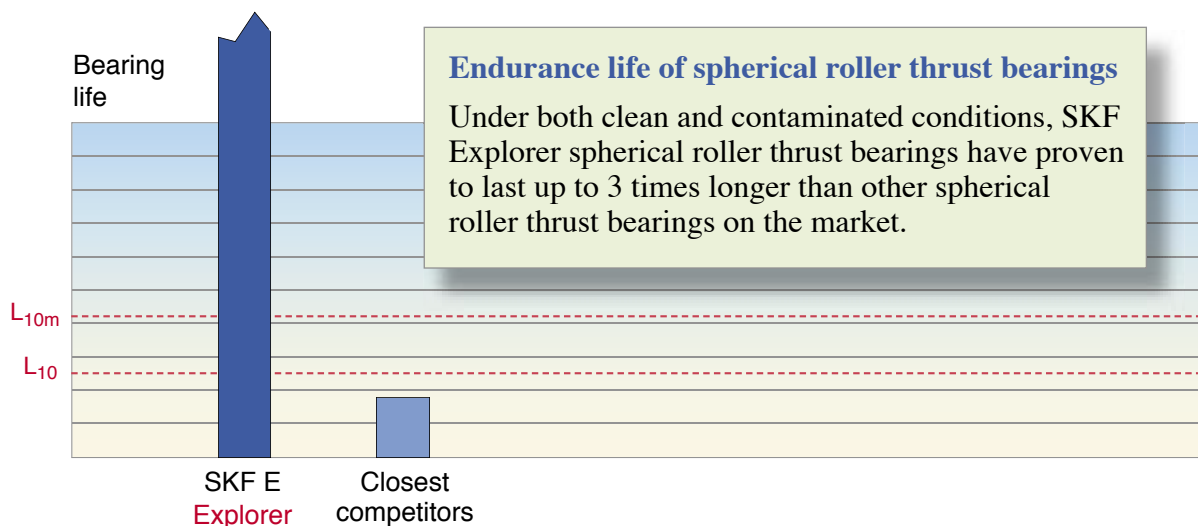 Bearing
life
Endurance life of spherical roller thrust bearings
Under both clean and contaminated conditions, SKF
Explorer spherical roller thrust bearings have proven
to last up to 3 times longer than other spherical
roller thrust bearings on the market.
L10m
L10
SKF E
Explorer
Closest
competitors